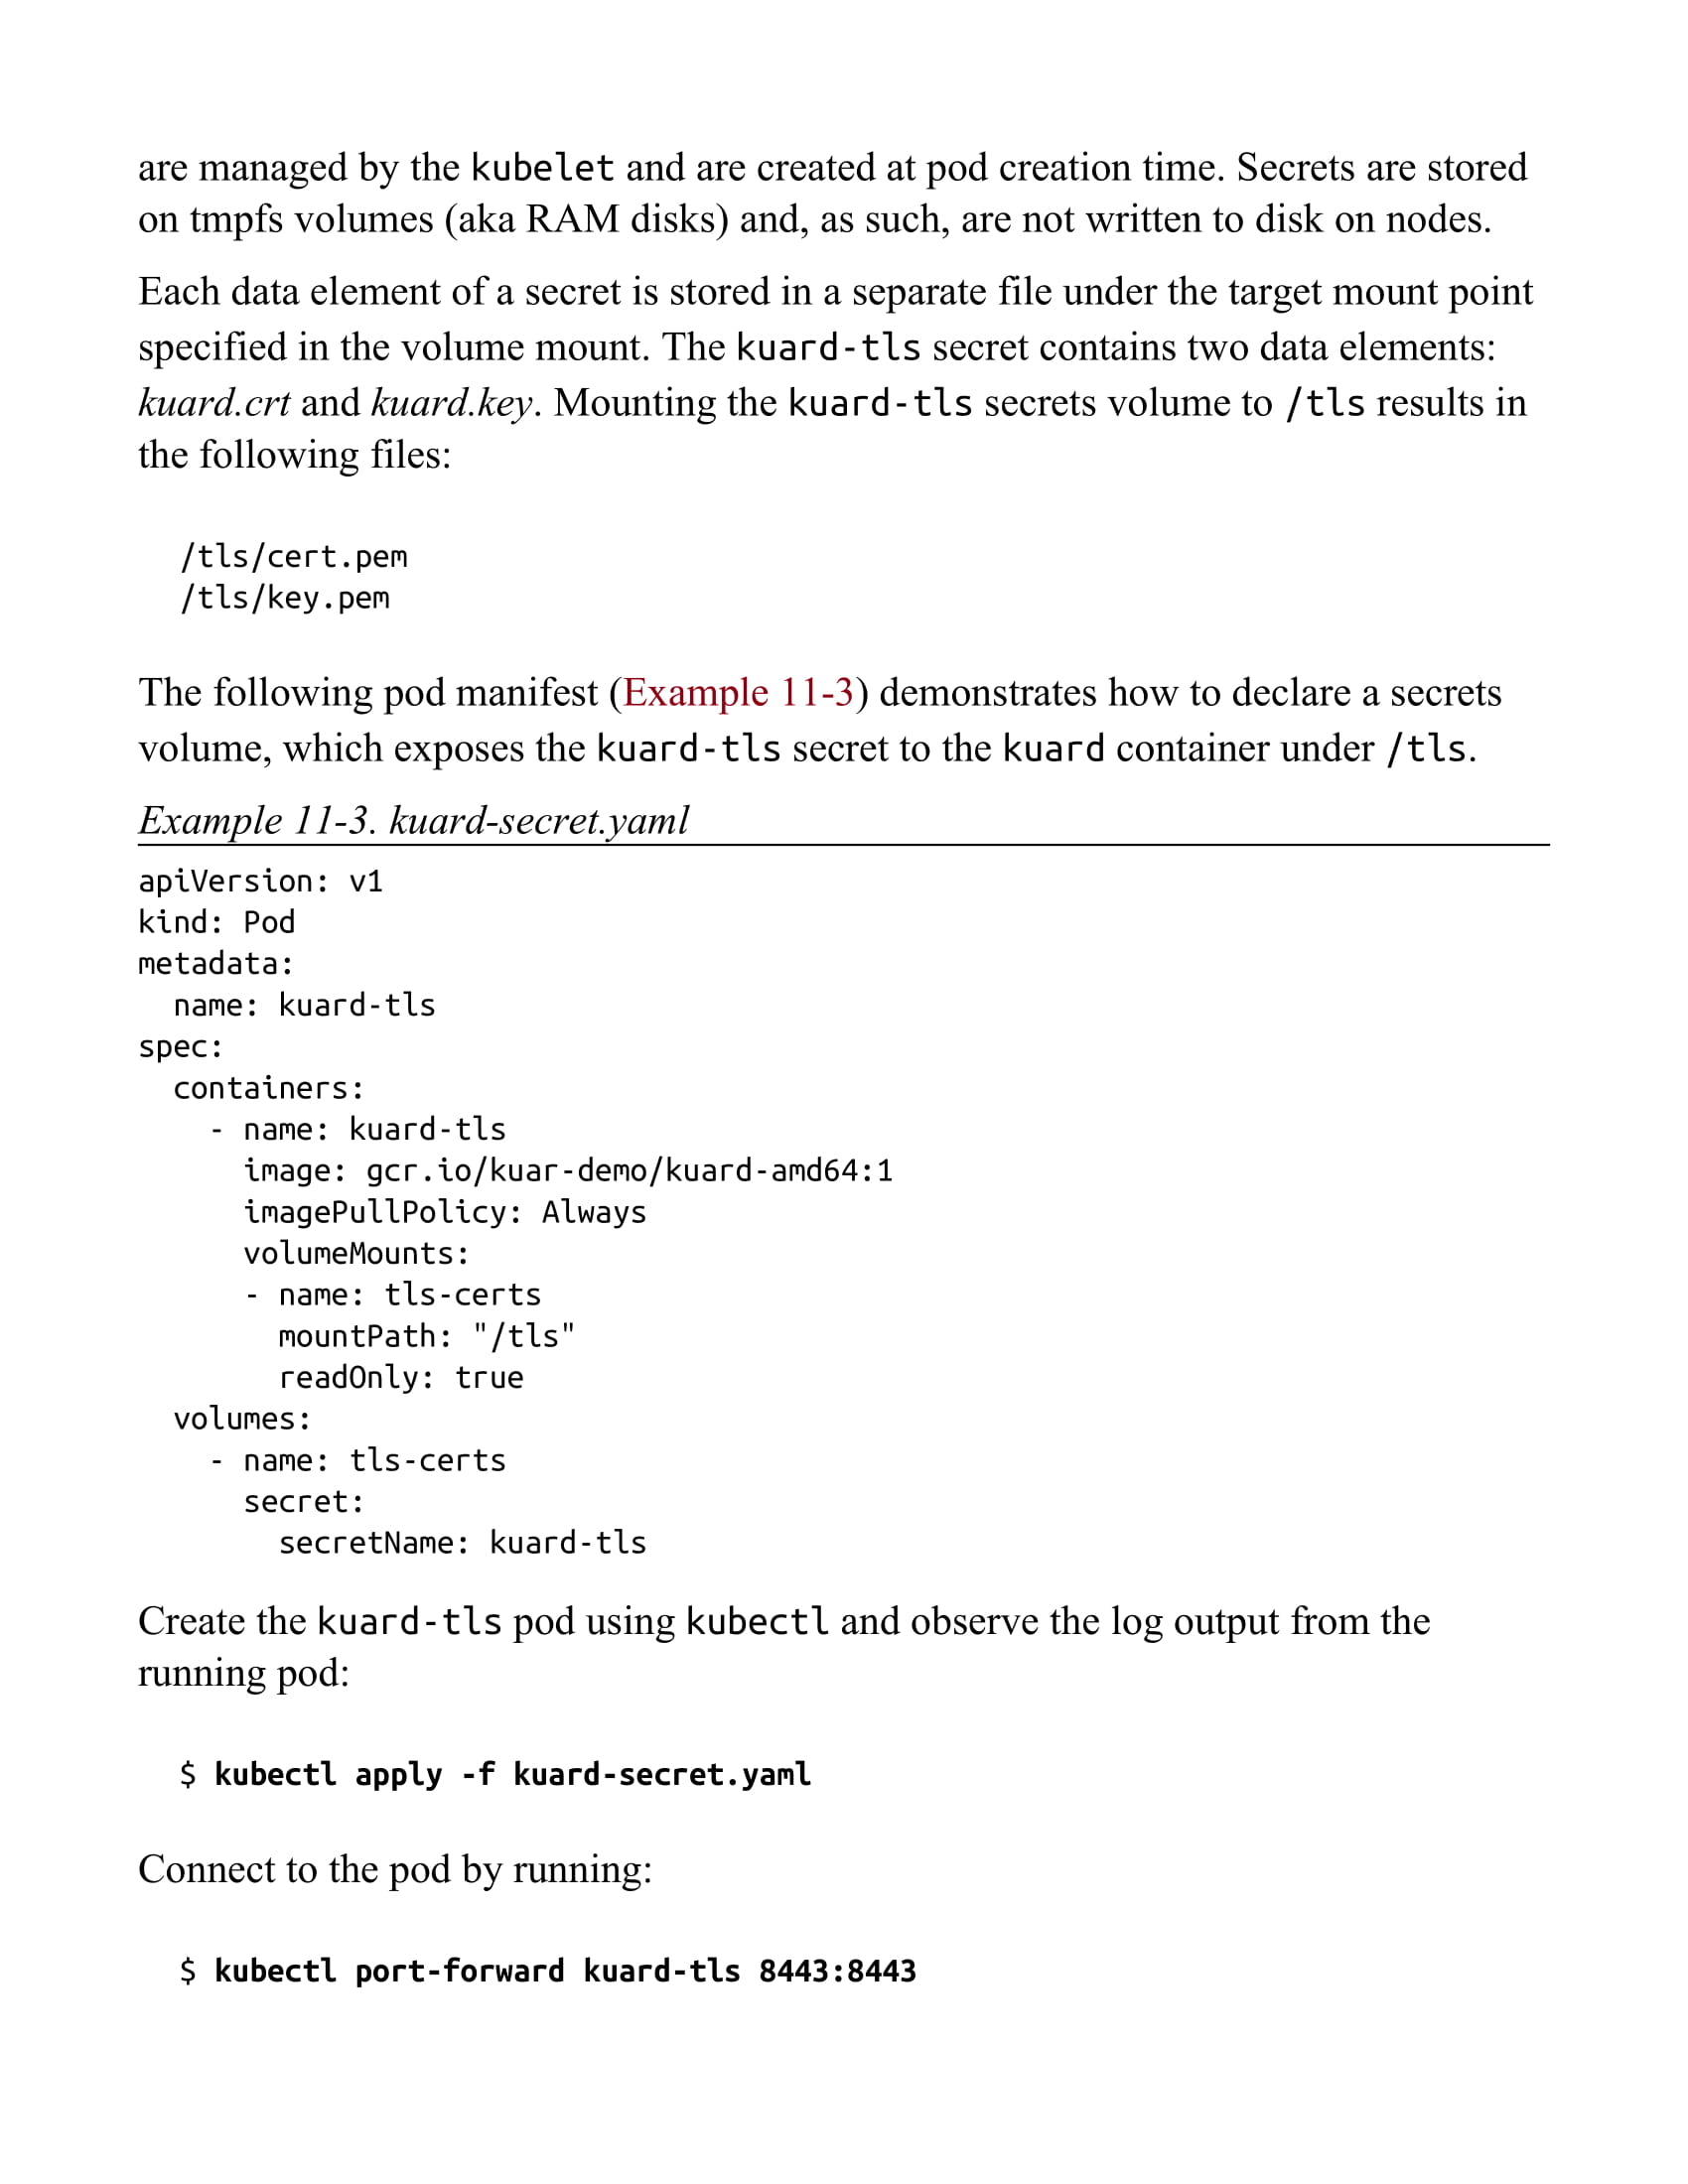 are managed by the kubelet and are created at pod creation time. Secrets are stored
on tmpfs volumes (aka RAM disks) and, as such, are not written to disk on nodes.
Each data element of a secret is stored in a separate file under the target mount point
specified in the volume mount. The kuard-tls secret contains two data elements:
kuard.crt and kuard.key. Mounting the kuard-tls secrets volume to /tls results in
the following files:
/tls/cert.pem
/tls/key.pem
The following pod manifest (Example 11-3) demonstrates how to declare a secrets
volume, which exposes the kuard-tls secret to the kuard container under /tls.
Example 11-3. kuard-secret.yaml
apiVersion: v1
kind: Pod
metadata:
  name: kuard-tls
spec:
  containers:
    - name: kuard-tls
      image: gcr.io/kuar-demo/kuard-amd64:1
      imagePullPolicy: Always
      volumeMounts:
      - name: tls-certs
        mountPath: "/tls"
        readOnly: true
  volumes:
    - name: tls-certs
      secret:
        secretName: kuard-tls
Create the kuard-tls pod using kubectl and observe the log output from the
running pod:
$ kubectl apply -f kuard-secret.yaml
Connect to the pod by running:
$ kubectl port-forward kuard-tls 8443:8443